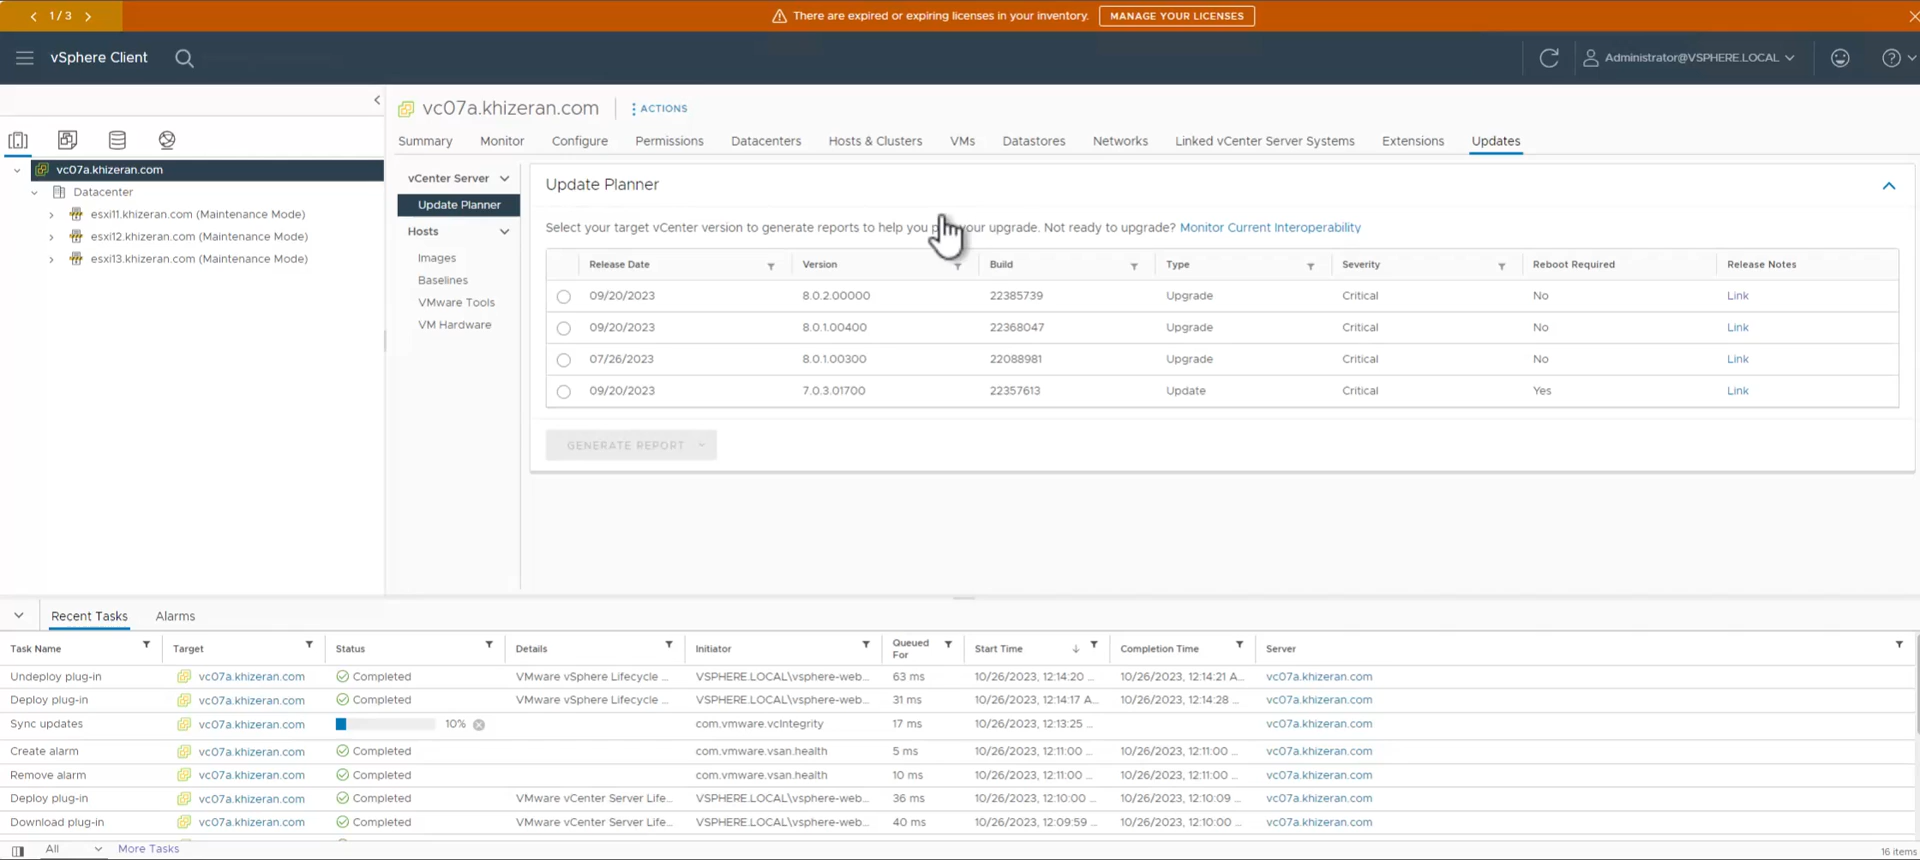 1 / 3
There are expired or expiring licenses in your inventory. MANAGE YOUR LICENSES
vSphere Client
Administrator@VSPHERE.LOCAL
vc07a.khizeran.com
ACTIONS
Summary Monitor Configure Permissions Datacenters Hosts & Clusters VMs Datastores Networks Linked vCenter Server Systems Extensions Updates
vc07a.khizeran.com
Datacenter
esxi11.khizeran.com (Maintenance Mode)
esxi12.khizeran.com (Maintenance Mode)
esxi13.khizeran.com (Maintenance Mode)
vCenter Server
Update Planner
Hosts
Images
Baselines
VMware Tools
VM Hardware
Update Planner
Select your target vCenter version to generate reports to help you your upgrade. Not ready to upgrade? Monitor Current Interoperability
Release Date Version Build Type Severity Reboot Required Release Notes
09/20/2023 8.0.2.00000 22385739 Upgrade Critical No Link
09/20/2023 8.0.1.00400 22368047 Upgrade Critical No Link
07/26/2023 8.0.1.00300 22088981 Upgrade Critical No Link
09/20/2023 7.0.3.01700 22357613 Update Critical Yes Link
GENERATE REPORT
Recent Tasks Alarms
Task Name Target Status Details Initiator Queued For Start Time Completion Time Server
Undeploy plug-in vc07a.khizeran.com Completed VMware vSphere Lifecycle ... VSPHERE.LOCAL\vsphere-web... 63 ms 10/26/2023, 12:14:20 ... 10/26/2023, 12:14:21 A... vc07a.khizeran.com
Deploy plug-in vc07a.khizeran.com Completed VMware vSphere Lifecycle ... VSPHERE.LOCAL\vsphere-web... 31 ms 10/26/2023, 12:14:17 A... 10/26/2023, 12:14:28 ... vc07a.khizeran.com
Sync updates vc07a.khizeran.com 10% com.vmware.vcIntegrity 17 ms 10/26/2023, 12:13:25 ... vc07a.khizeran.com
Create alarm vc07a.khizeran.com Completed com.vmware.vsan.health 5 ms 10/26/2023, 12:11:00 ... 10/26/2023, 12:11:00 ... vc07a.khizeran.com
Remove alarm vc07a.khizeran.com Completed com.vmware.vsan.health 10 ms 10/26/2023, 12:11:00 ... 10/26/2023, 12:11:00 ... vc07a.khizeran.com
Deploy plug-in vc07a.khizeran.com Completed VMware vCenter Server Life... VSPHERE.LOCAL\vsphere-web... 36 ms 10/26/2023, 12:10:00 ... 10/26/2023, 12:10:09 ... vc07a.khizeran.com
Download plug-in vc07a.khizeran.com Completed VMware vCenter Server Life... VSPHERE.LOCAL\vsphere-web... 40 ms 10/26/2023, 12:09:59 ... 10/26/2023, 12:10:00 ... vc07a.khizeran.com
All More Tasks
16 items